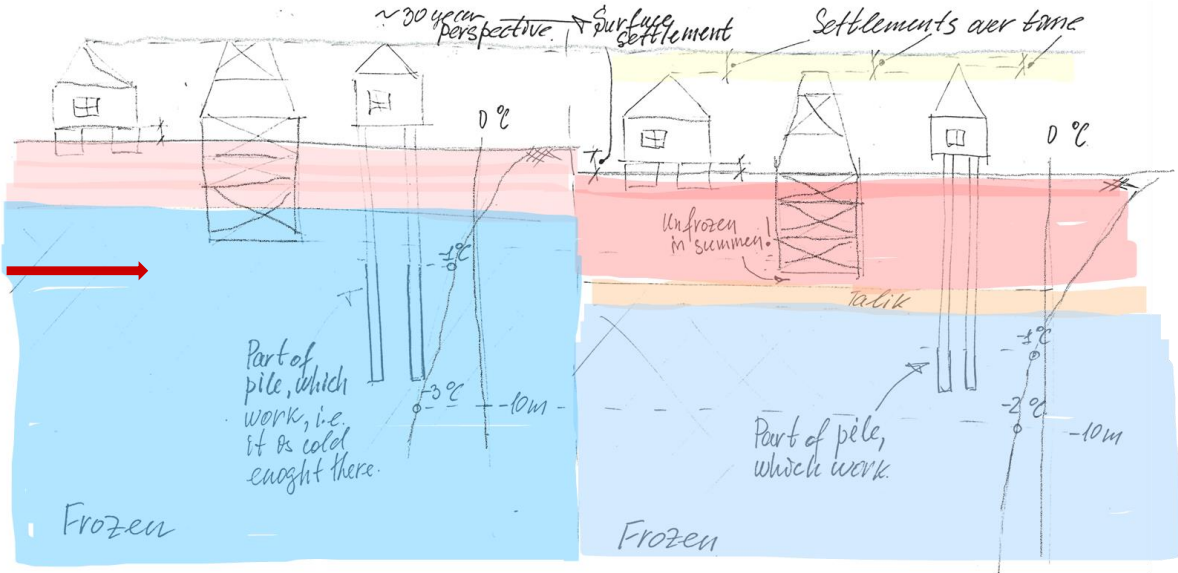 ~30 year
perspective.
Surface
settlement
Settlements over time
0 °C
-1°C
-3 °C
-10m
Part of
pile, which
work, i.e.
it is cold
enoght there.
Frozen
0 °C
Unfrozen
in summer!
Talik
-1°C
-2 °C
-10m
Part of pile,
which work.
Frozen